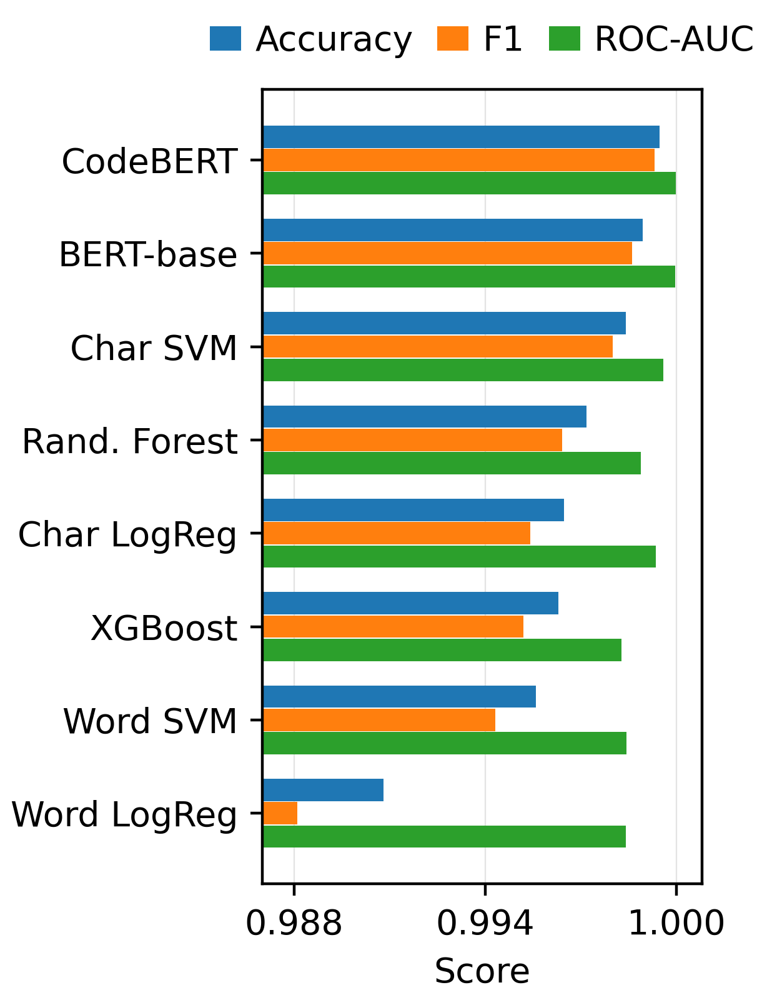 Accuracy F1 ROC-AUC
CodeBERT
BERT-base
Char SVM
Rand. Forest
Char LogReg
XGBoost
Word SVM
Word LogReg
0.988 0.994 1.000
Score